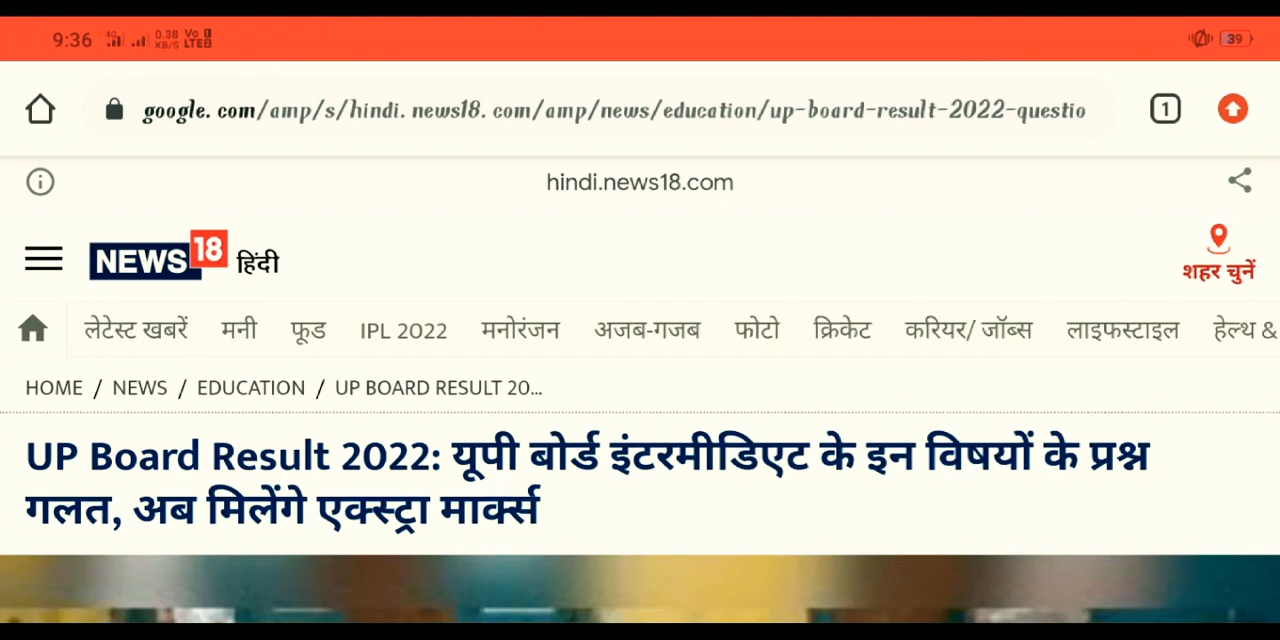 9:36 4G 0.38 KB/S Vo LTE 39
google. com/amp/s/hindi. news18. com/amp/news/education/up-board-result-2022-questio 1
hindi.news18.com
NEWS 18 हिंदी
शहर चुनें
लेटेस्ट खबरें मनी फूड IPL 2022 मनोरंजन अजब-गजब फोटो क्रिकेट करियर/ जॉब्स लाइफस्टाइल हेल्थ &
HOME / NEWS / EDUCATION / UP BOARD RESULT 20...
UP Board Result 2022: यूपी बोर्ड इंटरमीडिएट के इन विषयों के प्रश्न
गलत, अब मिलेंगे एक्स्ट्रा मार्क्स